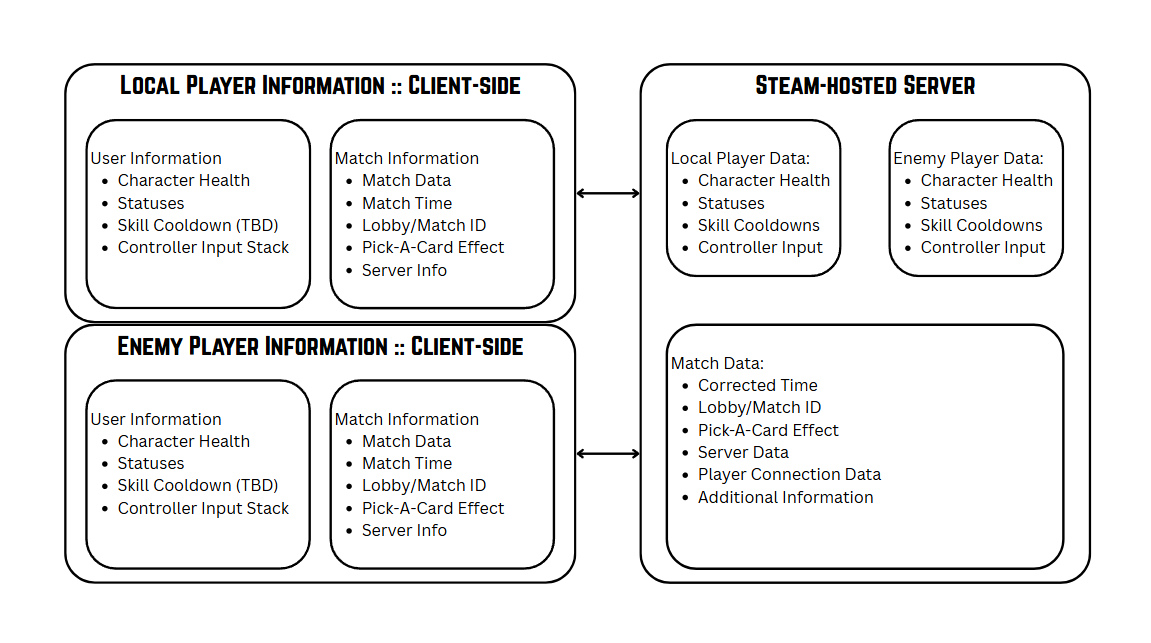 Local Player Information :: Client-side
User Information
• Character Health
• Statuses
• Skill Cooldown (TBD)
• Controller Input Stack
Match Information
• Match Data
• Match Time
• Lobby/Match ID
• Pick-A-Card Effect
• Server Info
Enemy Player Information :: Client-side
User Information
• Character Health
• Statuses
• Skill Cooldown (TBD)
• Controller Input Stack
Match Information
• Match Data
• Match Time
• Lobby/Match ID
• Pick-A-Card Effect
• Server Info
Steam-hosted Server
Local Player Data:
• Character Health
• Statuses
• Skill Cooldowns
• Controller Input
Enemy Player Data:
• Character Health
• Statuses
• Skill Cooldowns
• Controller Input
Match Data:
• Corrected Time
• Lobby/Match ID
• Pick-A-Card Effect
• Server Data
• Player Connection Data
• Additional Information